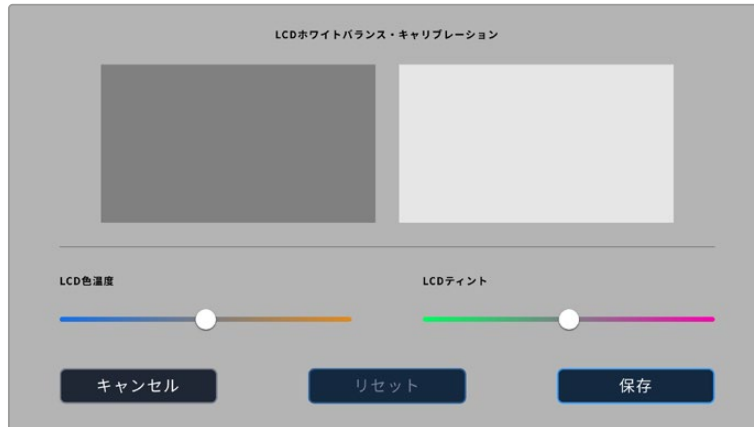 LCDホワイトバランス・キャリブレーション
LCD色温度
LCDティント
キャンセル
リセット
保存